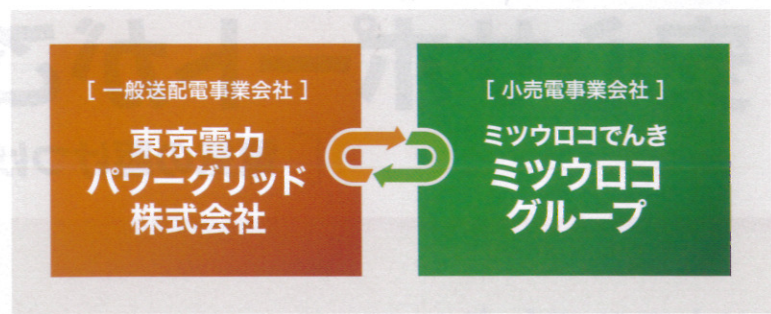 [ 一般送配電事業会社 ]
東京電力
パワーグリッド
株式会社
[ 小売電事業会社 ]
ミツウロコでんき
ミツウロコ
グループ